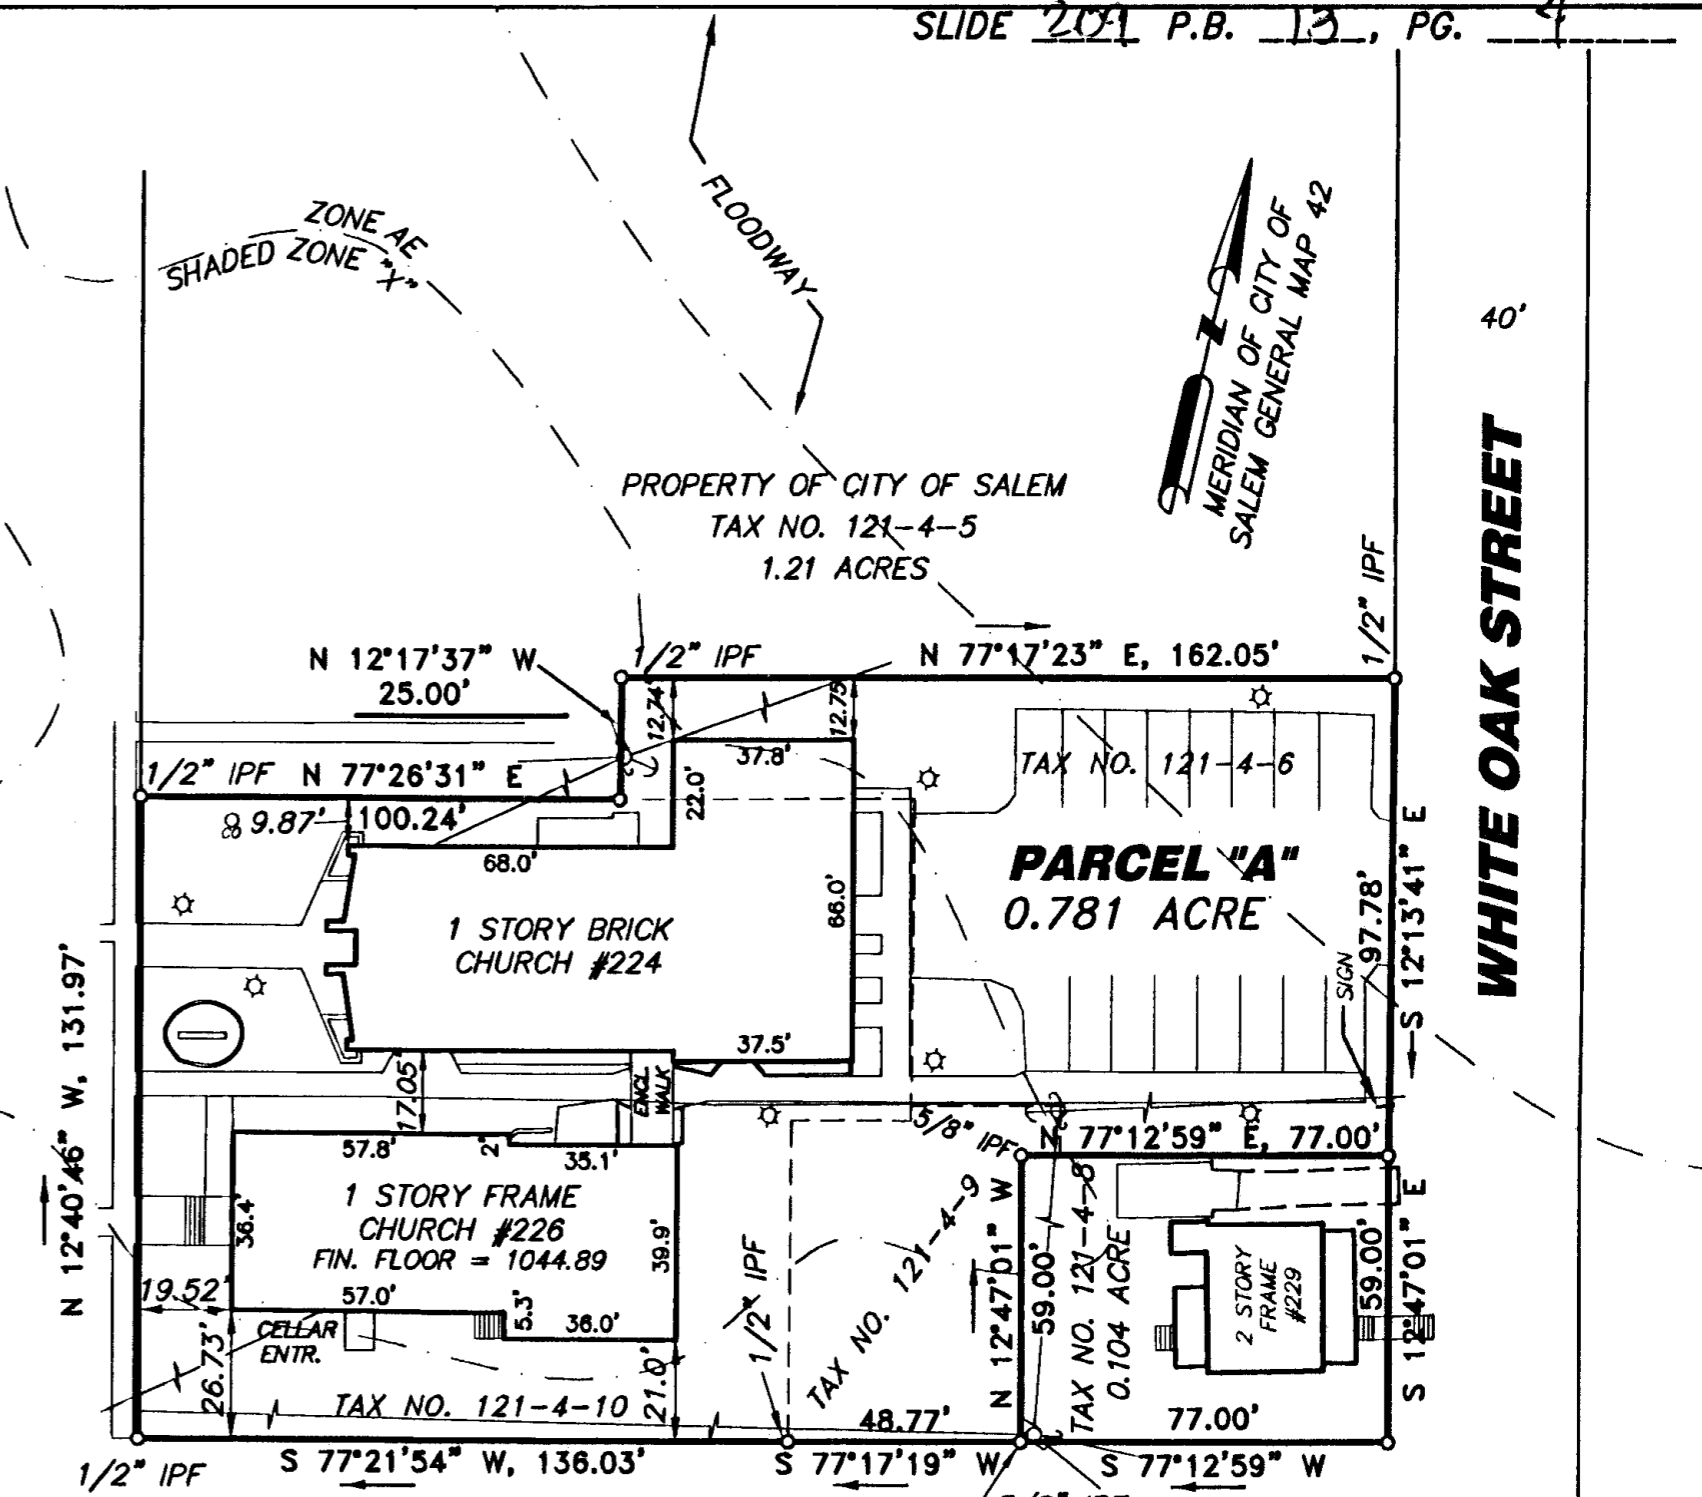 SLIDE 209 P.B. 13, PG. 4
ZONE AE
SHADED ZONE "X"
FLOODWAY
MERIDIAN OF CITY OF
SALEM GENERAL MAP 42
N
40'
WHITE OAK STREET
PROPERTY OF CITY OF SALEM
TAX NO. 121-4-5
1.21 ACRES
1/2" IPF
N 12°17'37" W
25.00'
1/2" IPF
N 77°17'23" E, 162.05'
12.74'
12.75'
37.8'
22.0'
1/2" IPF
N 77°26'31" E
100.24'
9.87'
68.0'
TAX NO. 121-4-6
PARCEL "A"
0.781 ACRE
1 STORY BRICK
CHURCH #224
66.0'
37.5'
97.78'
S 12°13'41" E
SIGN
N 12°40'46" W, 131.97'
17.05'
ENCL.
WALK
57.8'
2'
35.1'
1 STORY FRAME
CHURCH #226
FIN. FLOOR = 1044.89
36.4'
39.9'
57.0'
5.3'
36.0'
19.52'
26.73'
CELLAR
ENTR.
21.0'
TAX NO. 121-4-10
1/2" IPF
TAX NO. 121-4-9
5/8" IPF
N 77°12'59" E, 77.00'
N 12°47'01" W
59.00'
TAX NO. 121-4-8
0.104 ACRE
2 STORY
FRAME
#229
59.00'
S 12°47'01" E
48.77'
77.00'
1/2" IPF
S 77°21'54" W, 136.03'
S 77°17'19" W
S 77°12'59" W